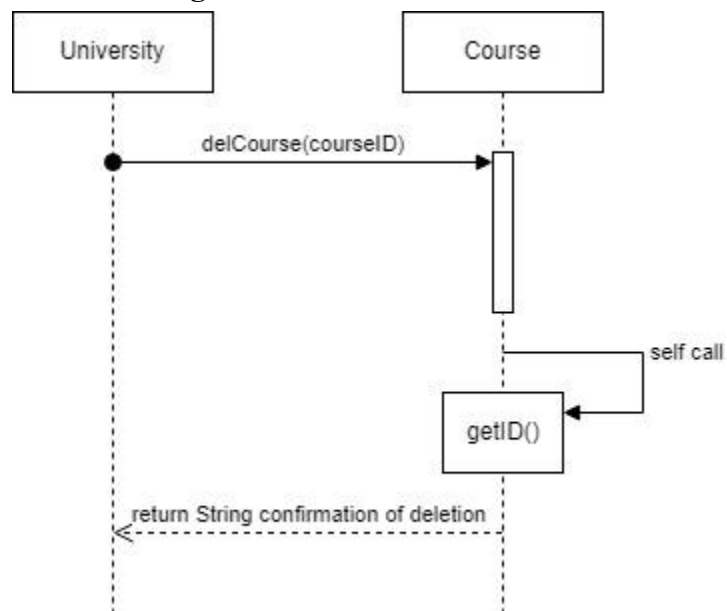 University
Course
delCourse(courseID)
self call
getID()
return String confirmation of deletion